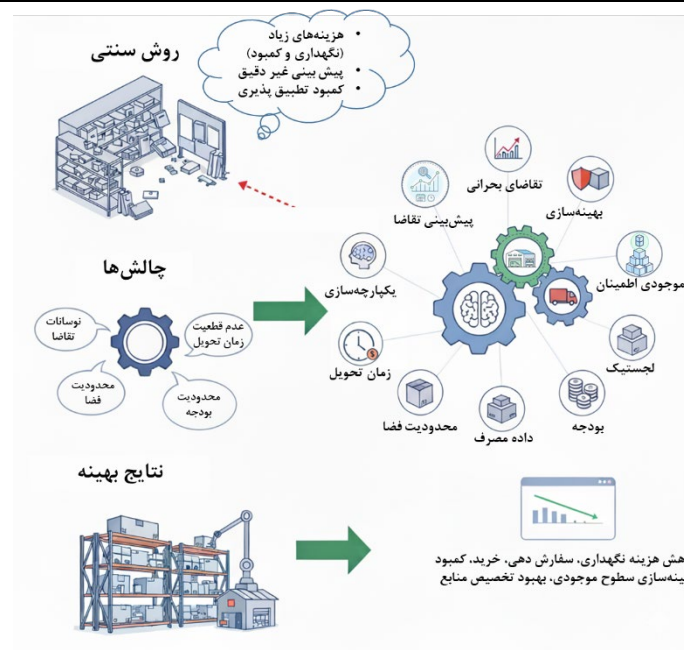 روش سنتی
هزینه‌های زیاد
(نگهداری و کمبود)
پیش بینی غیر دقیق
کمبود تطبیق پذیری
تقاضای بحرانی
پیش‌بینی تقاضا
بهینه‌سازی
موجودی اطمینان
یکپارچه‌سازی
لجستیک
زمان تحویل
بودجه
محدودیت فضا
داده مصرف
چالش‌ها
نوسانات
تقاضا
عدم قطعیت
زمان تحویل
محدودیت
فضا
محدودیت
بودجه
نتایج بهینه
هزینه نگهداری، سفارش دهی، خرید، کمبود
سطوح موجودی، بهبود تخصیص منابع